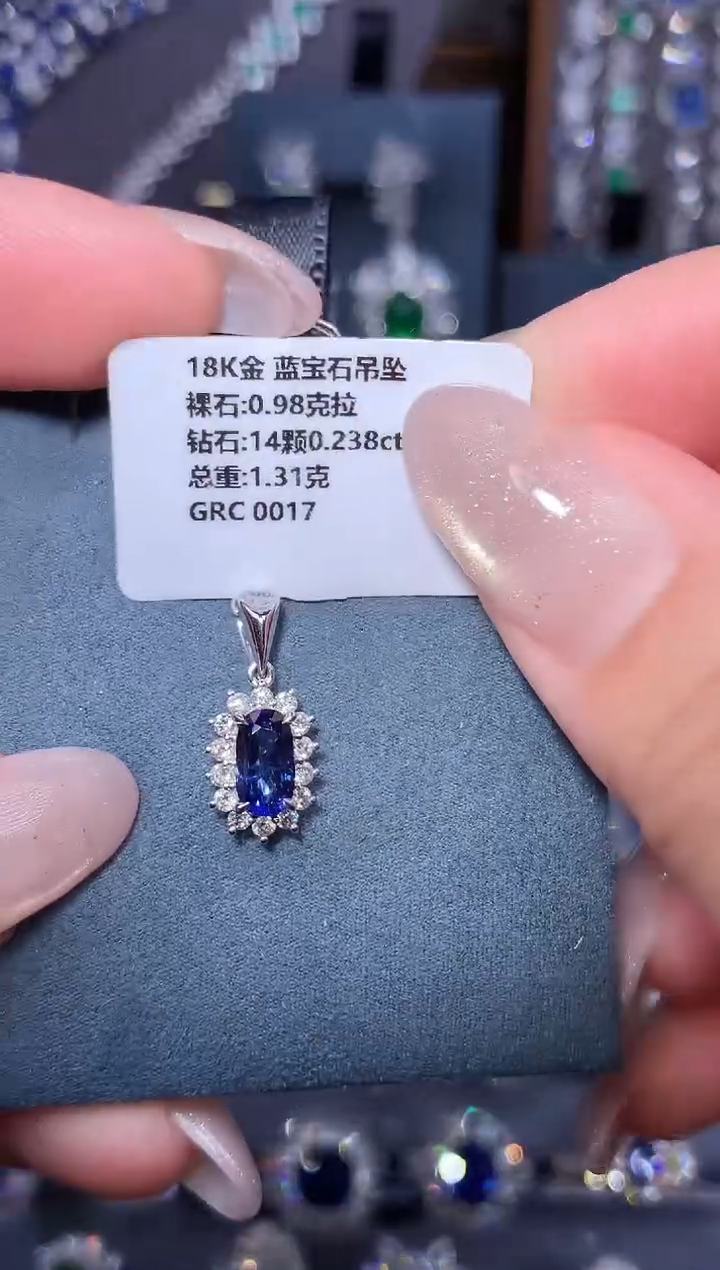 18K金 蓝宝石吊坠
裸石:0.98克拉
钻石:14颗0.238ct
总重:1.31克
GRC 0017